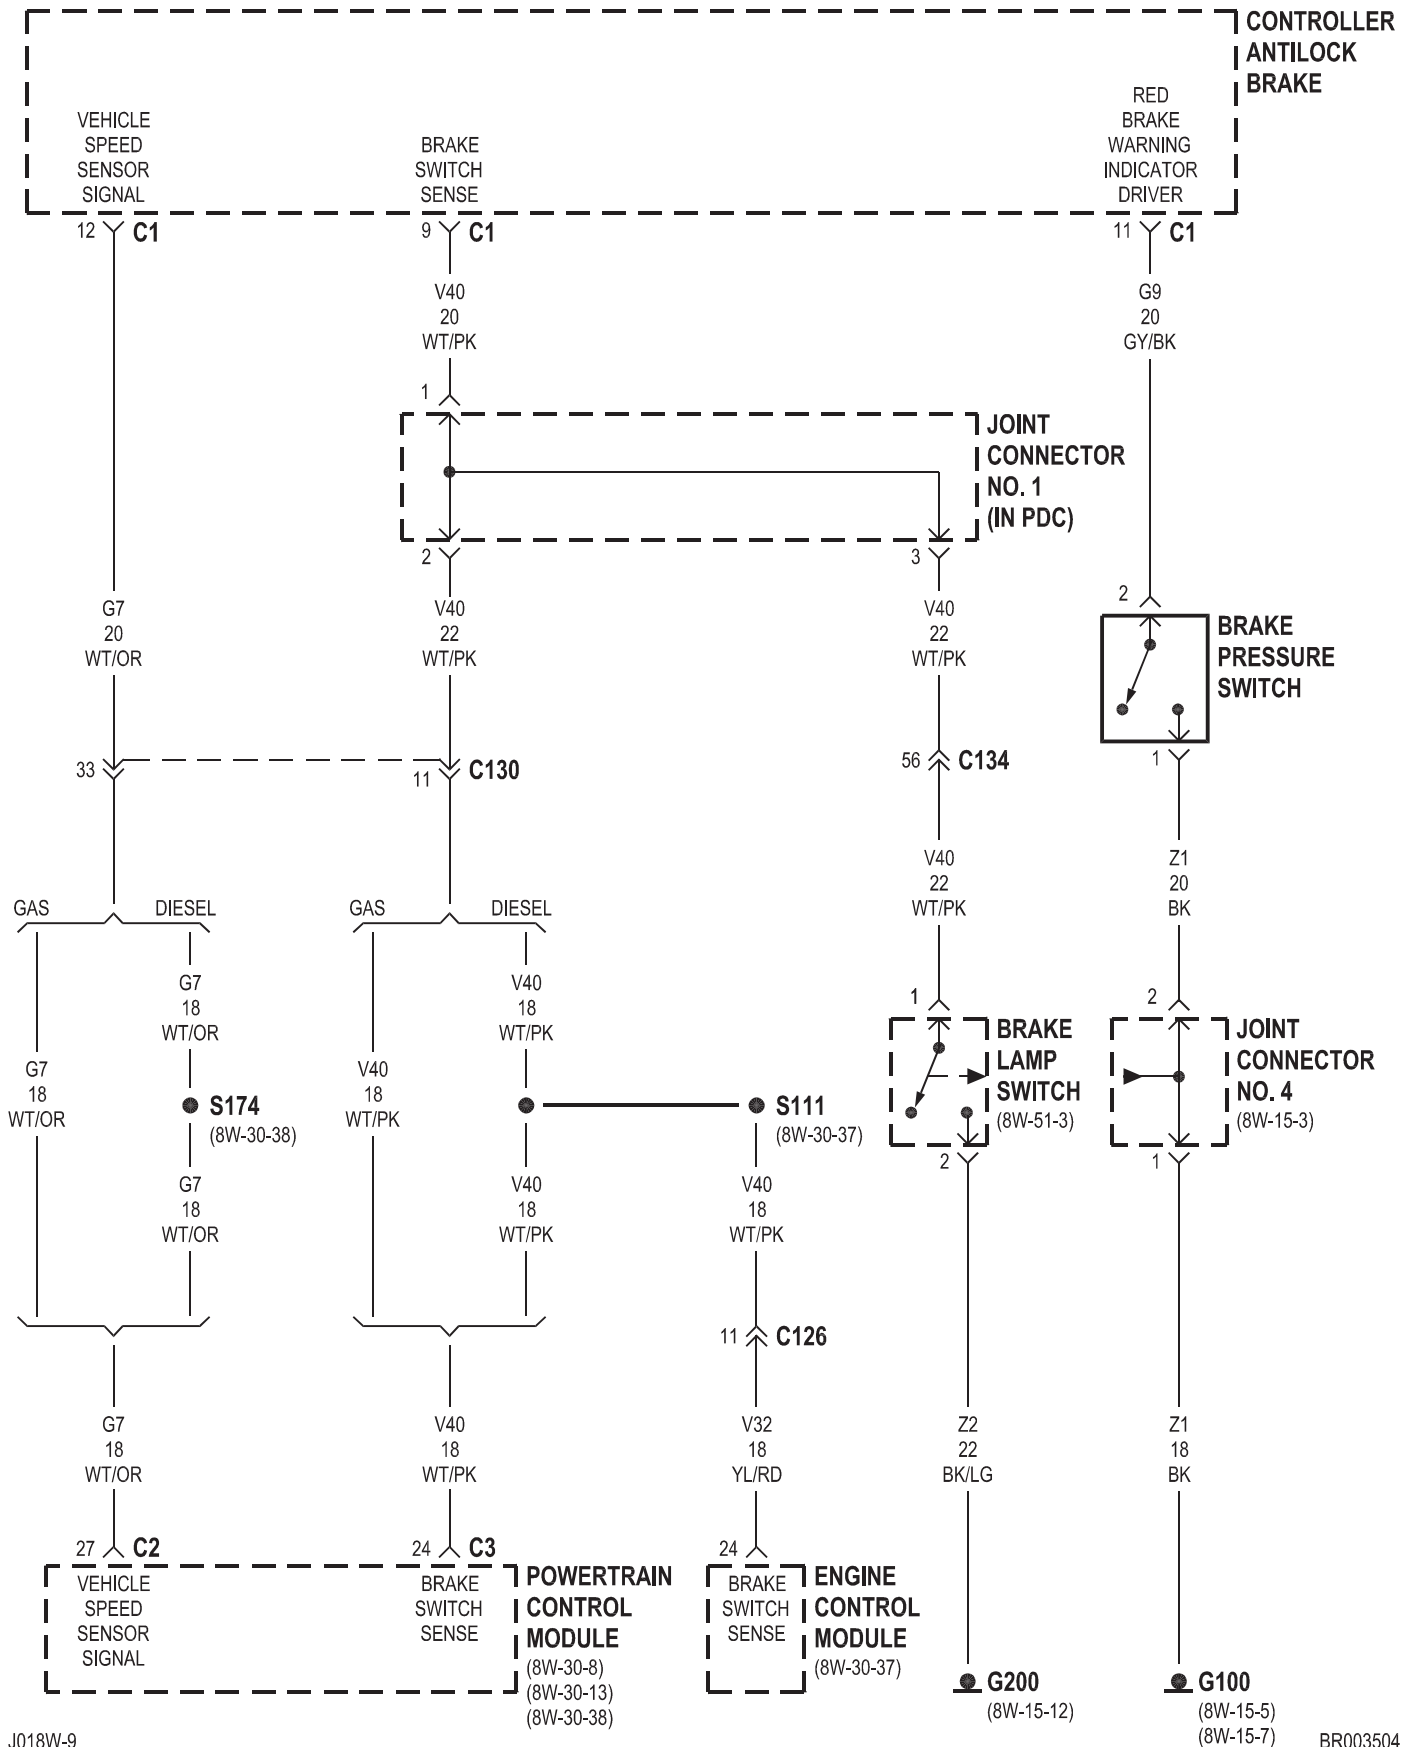 CONTROLLER
ANTILOCK
BRAKE
VEHICLE
SPEED
SENSOR
SIGNAL
BRAKE
SWITCH
SENSE
RED
BRAKE
WARNING
INDICATOR
DRIVER
12 C1
9 C1
11 C1
V40
20
WT/PK
G9
20
GY/BK
1
JOINT
CONNECTOR
NO. 1
(IN PDC)
2
3
G7
20
WT/OR
V40
22
WT/PK
V40
22
WT/PK
2
BRAKE
PRESSURE
SWITCH
1
33
11 C130
56 C134
V40
22
WT/PK
Z1
20
BK
GAS DIESEL
GAS DIESEL
G7
18
WT/OR
G7
18
WT/OR
S174
(8W-30-38)
G7
18
WT/OR
V40
18
WT/PK
V40
18
WT/PK
V40
18
WT/PK
S111
(8W-30-37)
V40
18
WT/PK
1
BRAKE
LAMP
SWITCH
(8W-51-3)
2
2
JOINT
CONNECTOR
NO. 4
(8W-15-3)
1
11 C126
G7
18
WT/OR
V40
18
WT/PK
V32
18
YL/RD
Z2
22
BK/LG
Z1
18
BK
27 C2
24 C3
24
VEHICLE
SPEED
SENSOR
SIGNAL
BRAKE
SWITCH
SENSE
POWERTRAIN
CONTROL
MODULE
(8W-30-8)
(8W-30-13)
(8W-30-38)
BRAKE
SWITCH
SENSE
ENGINE
CONTROL
MODULE
(8W-30-37)
G200
(8W-15-12)
G100
(8W-15-5)
(8W-15-7)
J018W-9
BR003504